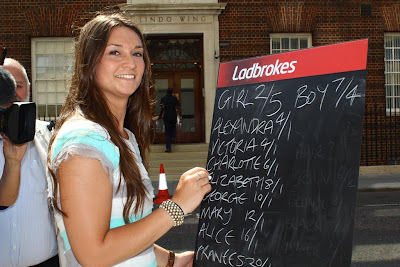 LINDO WING
Ladbrokes
GIRL 2/5 BOY 7/4
ALEXANDRA 4/1
VICTORIA 4/1
CHARLOTTE 6/1
ELIZABETH 8/1
GEORGE 10/1
MARY 12/1
ALICE 16/1
FRANCES 20/1